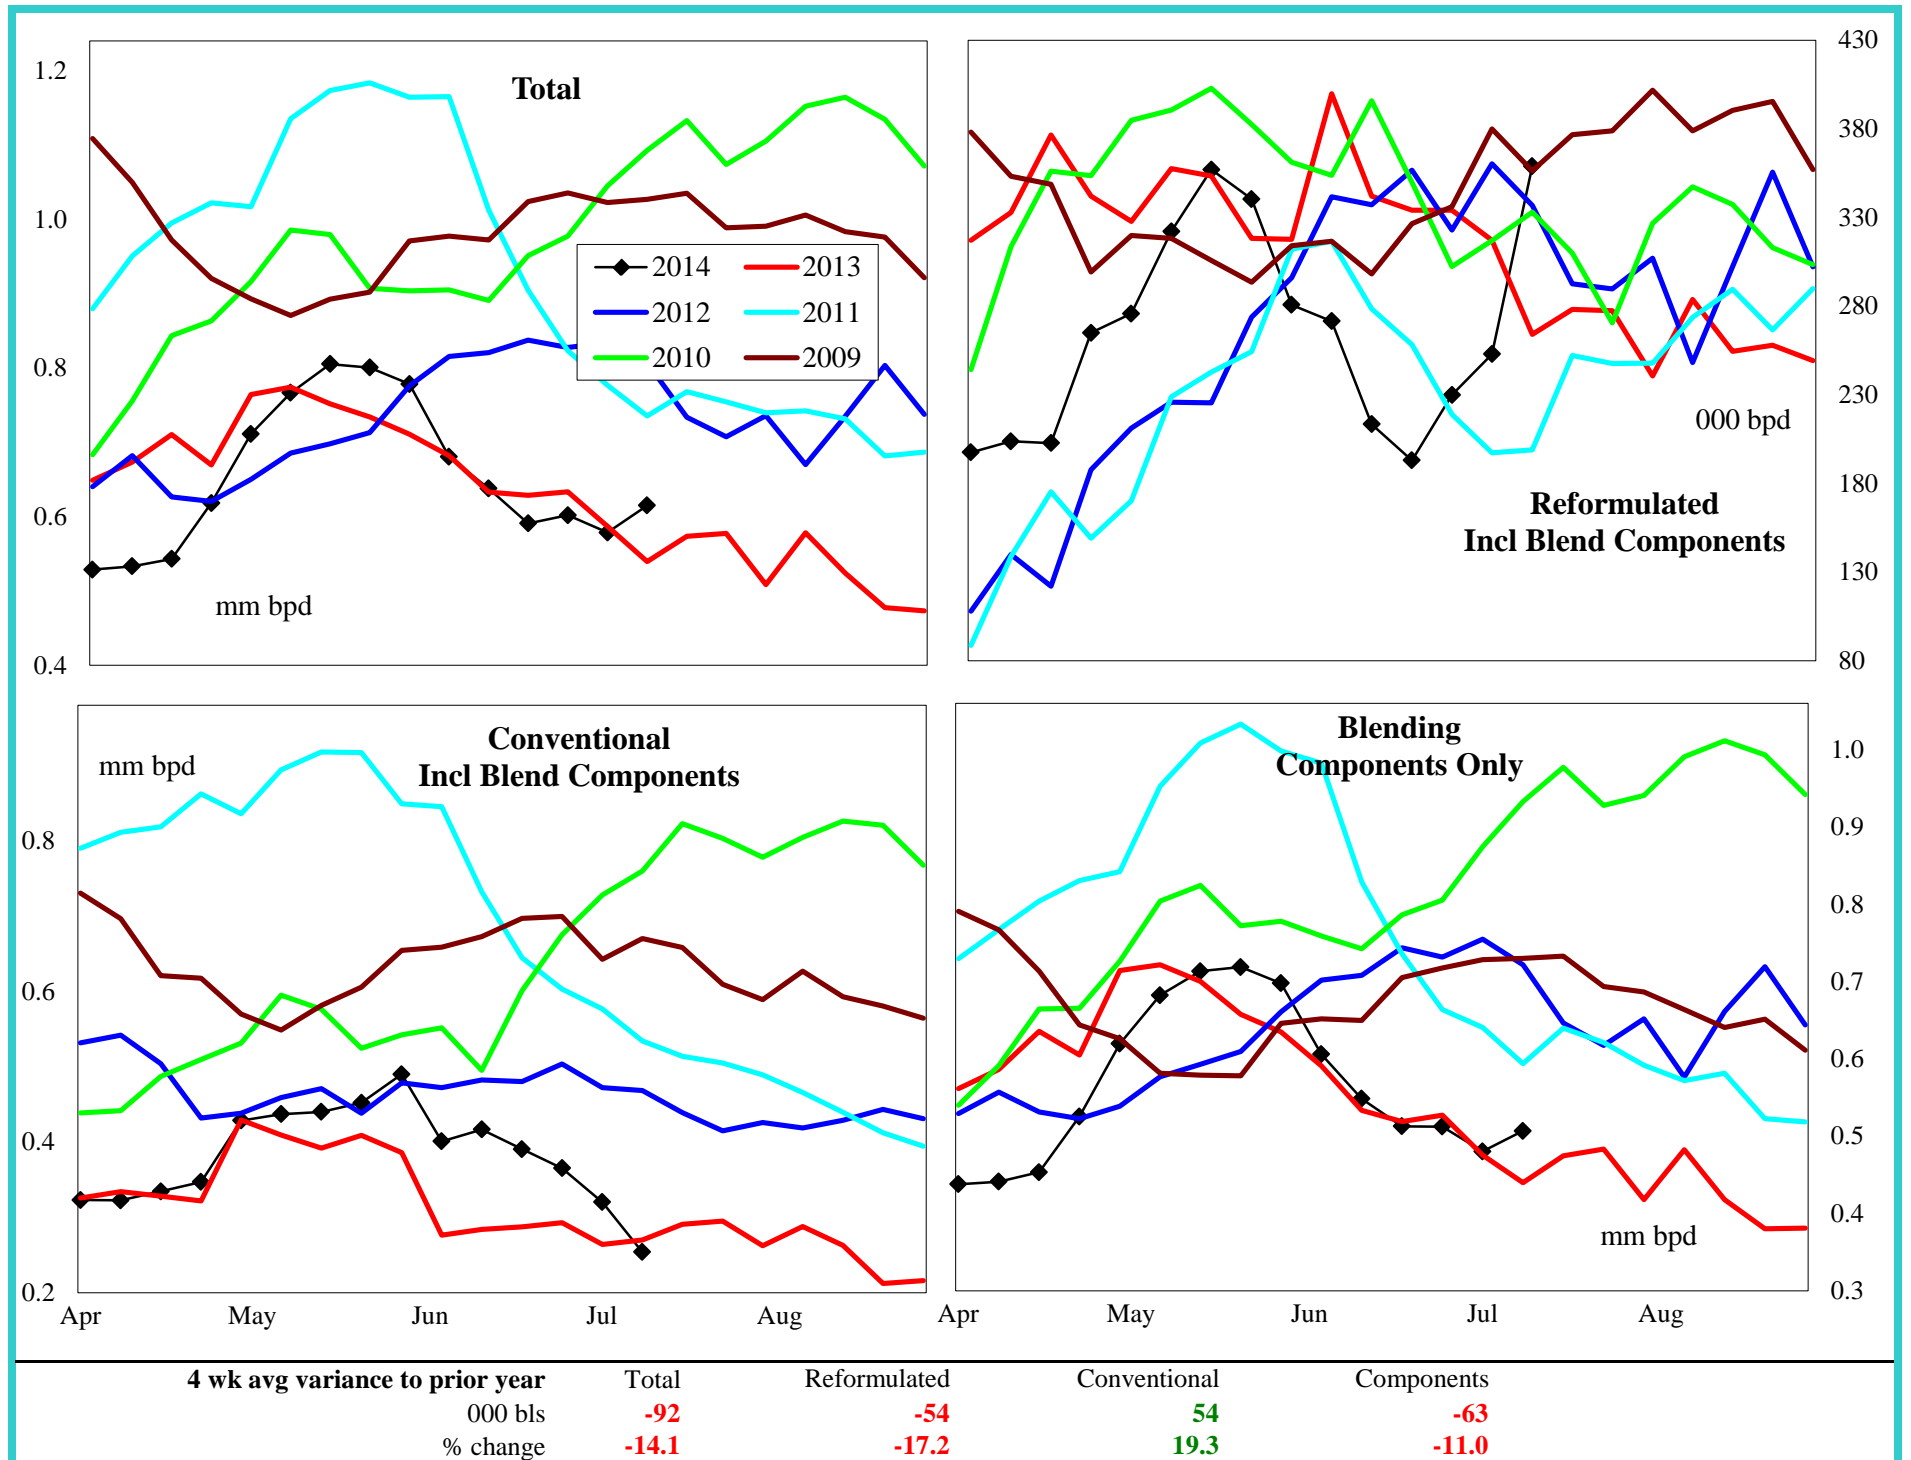 Total
1.2
1.0
0.8
0.6
0.4
mm bpd
2014 2013
2012 2011
2010 2009
430
380
330
280
230
180
130
80
000 bpd
Reformulated
Incl Blend Components
Conventional
Incl Blend Components
mm bpd
0.8
0.6
0.4
0.2
Apr May Jun Jul Aug
Blending
Components Only
1.0
0.9
0.8
0.7
0.6
0.5
0.4
0.3
mm bpd
Apr May Jun Jul Aug
4 wk avg variance to prior year Total Reformulated Conventional Components
000 bls -92 -54 54 -63
% change -14.1 -17.2 19.3 -11.0